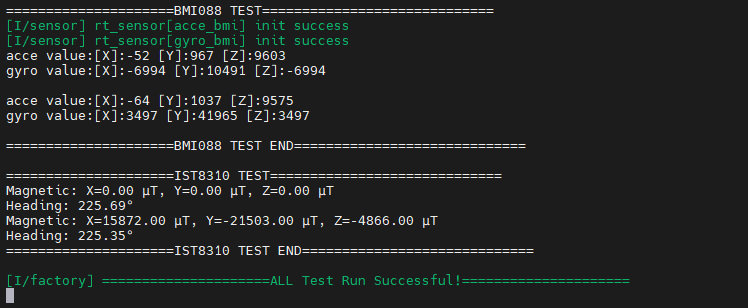 =====================BMI088 TEST=============================
[I/sensor] rt_sensor[acce_bmi] init success
[I/sensor] rt_sensor[gyro_bmi] init success
acce value:[X]:-52 [Y]:967 [Z]:9603
gyro value:[X]:-6994 [Y]:10491 [Z]:-6994
acce value:[X]:-64 [Y]:1037 [Z]:9575
gyro value:[X]:3497 [Y]:41965 [Z]:3497
=====================BMI088 TEST END=============================
=====================IST8310 TEST=============================
Magnetic: X=0.00 µT, Y=0.00 µT, Z=0.00 µT
Heading: 225.69°
Magnetic: X=15872.00 µT, Y=-21503.00 µT, Z=-4866.00 µT
Heading: 225.35°
=====================IST8310 TEST END=============================
[I/factory] =====================ALL Test Run Successful!=====================